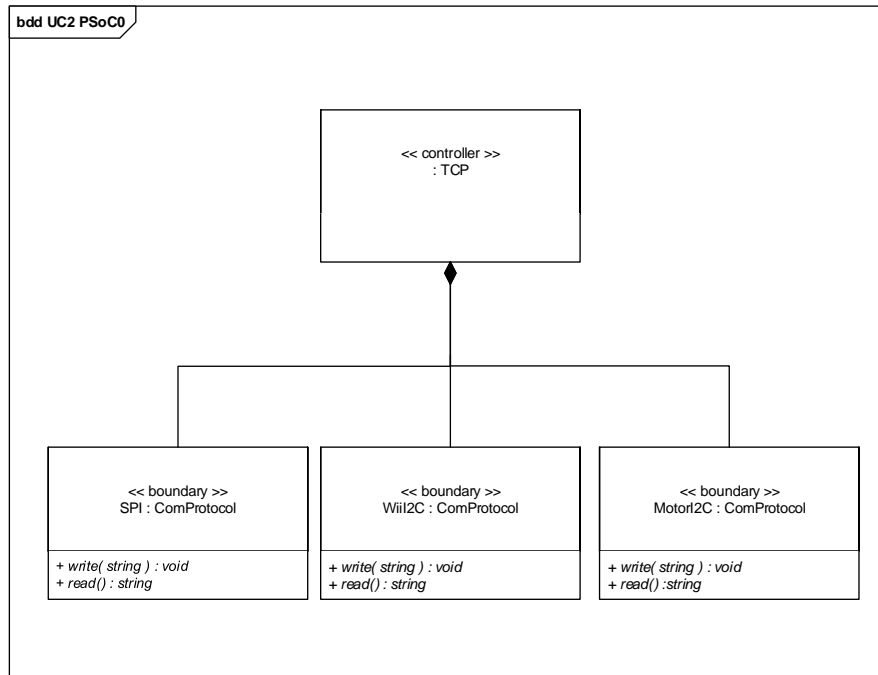 bdd UC2 PSoC0
<< controller >>
: TCP
<< boundary >>
SPI : ComProtocol
+ write( string ) : void
+ read() : string
<< boundary >>
WiiI2C : ComProtocol
+ write( string ) : void
+ read() : string
<< boundary >>
MotorI2C : ComProtocol
+ write( string ) : void
+ read() :string